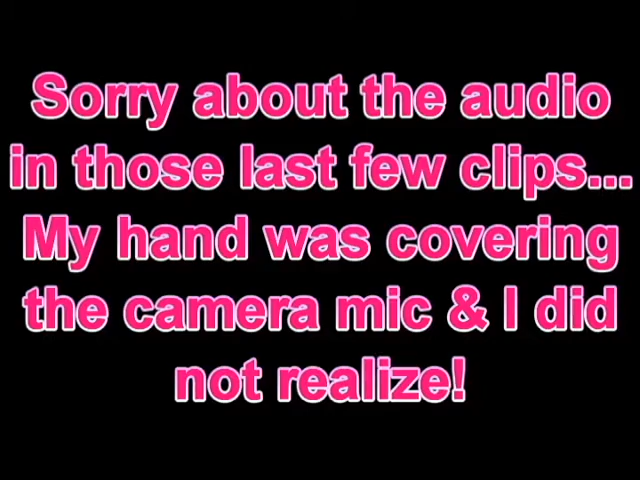 Sorry about the audio
in those last few clips...
My hand was covering
the camera mic & I did
not realize!